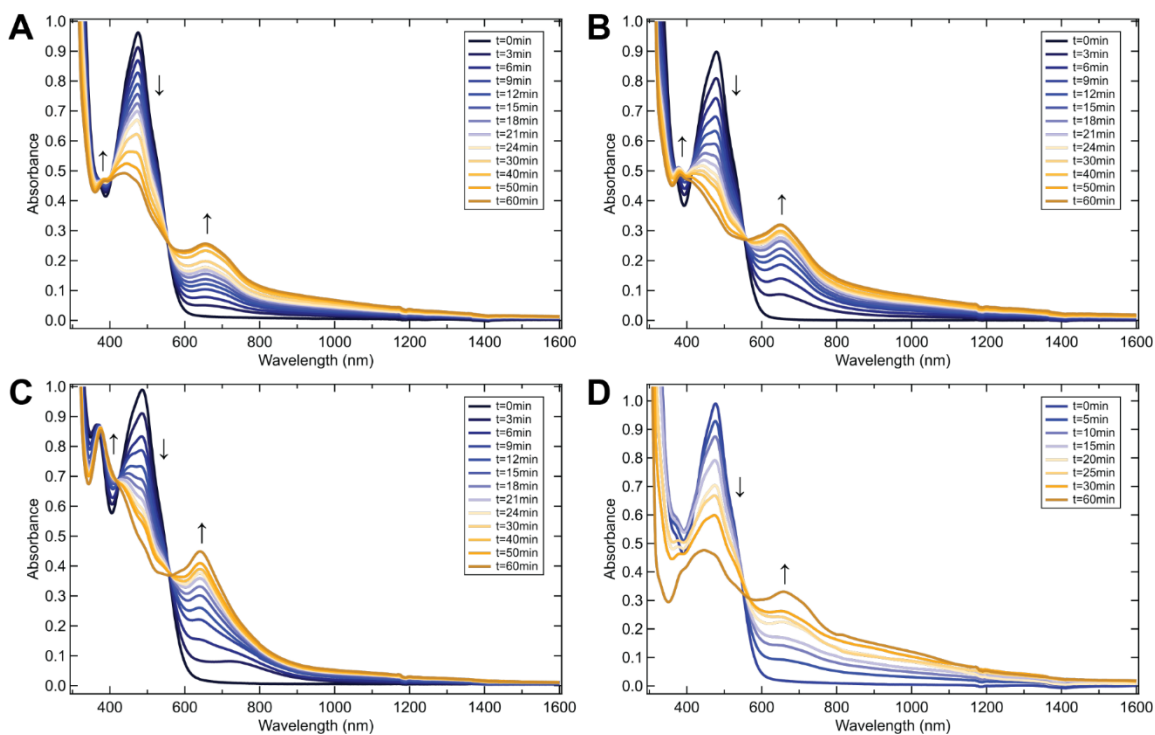 A
Absorbance
1.0
0.9
0.8
0.7
0.6
0.5
0.4
0.3
0.2
0.1
0.0
↓
↑
↑
t=0min
t=3min
t=6min
t=9min
t=12min
t=15min
t=18min
t=21min
t=24min
t=30min
t=40min
t=50min
t=60min
400 600 800 1000 1200 1400 1600
Wavelength (nm)
B
Absorbance
1.0
0.9
0.8
0.7
0.6
0.5
0.4
0.3
0.2
0.1
0.0
↓
↑
↑
t=0min
t=3min
t=6min
t=9min
t=12min
t=15min
t=18min
t=21min
t=24min
t=30min
t=40min
t=50min
t=60min
400 600 800 1000 1200 1400 1600
Wavelength (nm)
C
Absorbance
1.0
0.9
0.8
0.7
0.6
0.5
0.4
0.3
0.2
0.1
0.0
↑ ↓
↑
t=0min
t=3min
t=6min
t=9min
t=12min
t=15min
t=18min
t=21min
t=24min
t=30min
t=40min
t=50min
t=60min
400 600 800 1000 1200 1400 1600
Wavelength (nm)
D
Absorbance
1.0
0.9
0.8
0.7
0.6
0.5
0.4
0.3
0.2
0.1
0.0
↓
↑
t=0min
t=5min
t=10min
t=15min
t=20min
t=25min
t=30min
t=60min
400 600 800 1000 1200 1400 1600
Wavelength (nm)